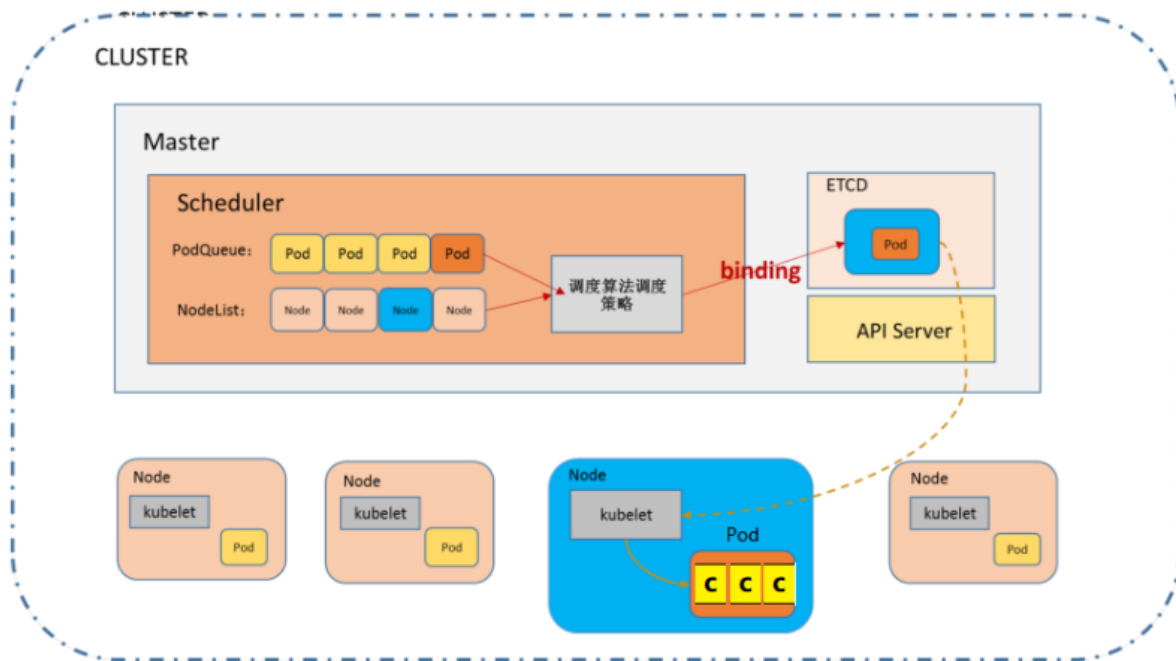 CLUSTER
Master
Scheduler
PodQueue:
Pod
Pod
Pod
Pod
NodeList:
Node
Node
Node
Node
调度算法调度
策略
binding
ETCD
Pod
API Server
Node
kubelet
Pod
Node
kubelet
Pod
Node
kubelet
Pod
C
C
C
Node
kubelet
Pod